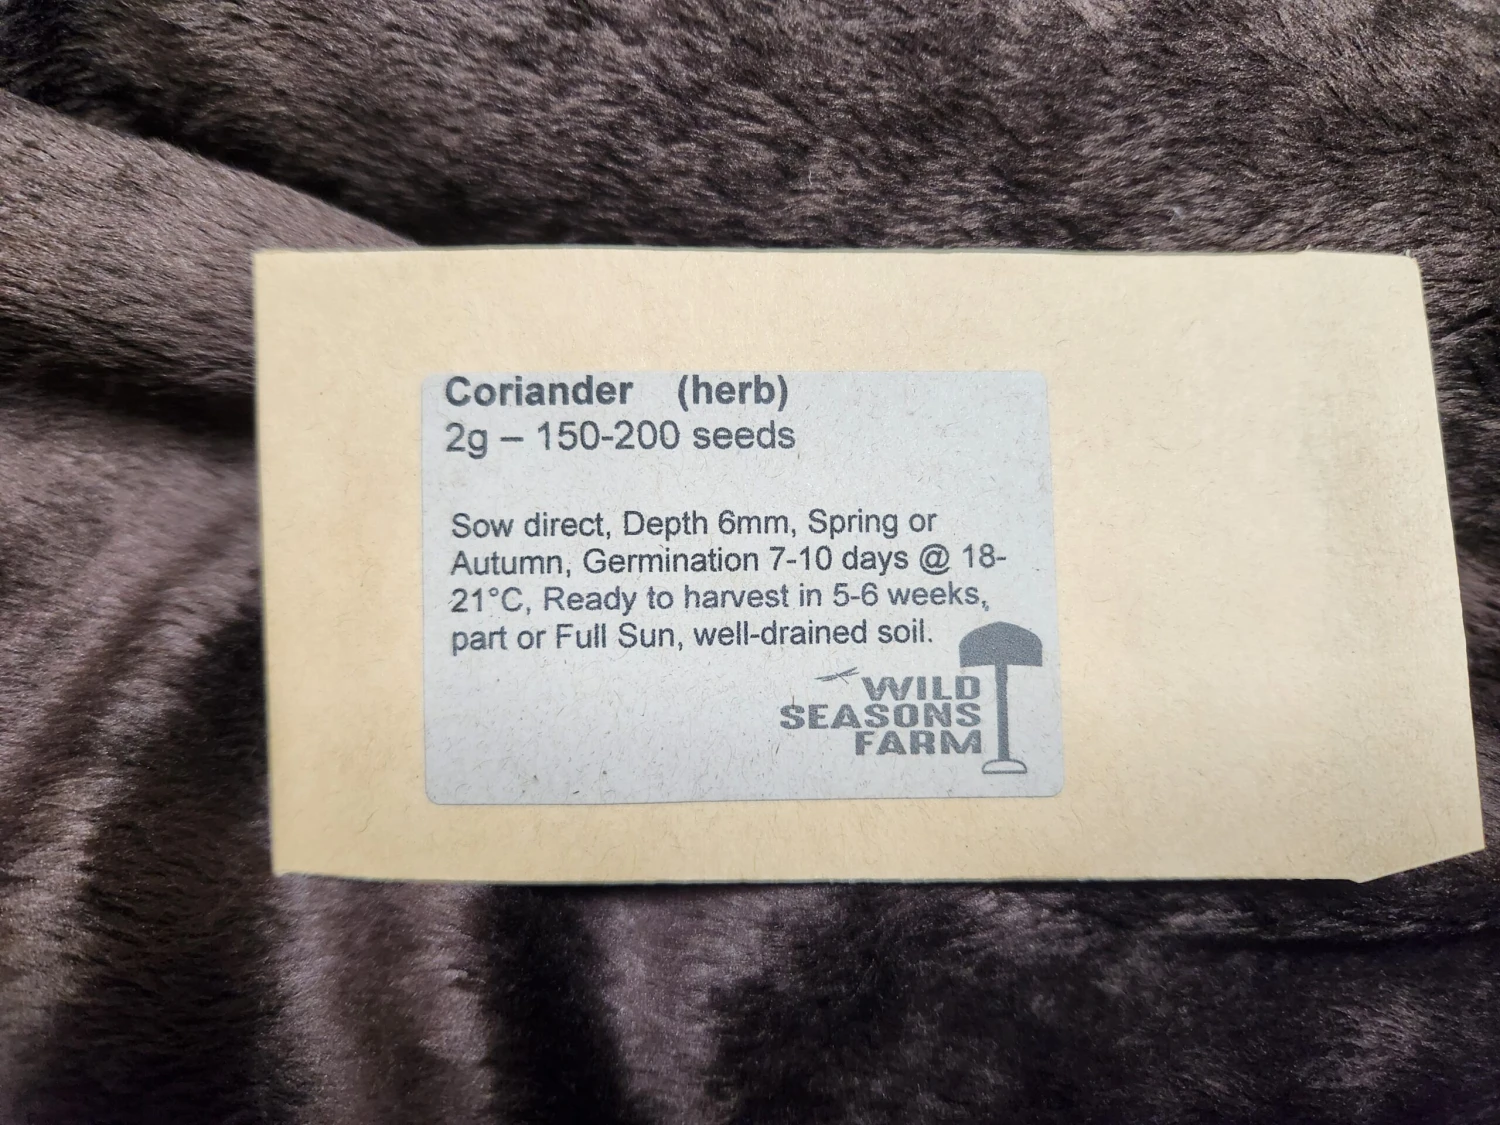 Coriander (herb)
2g – 150-200 seeds
Sow direct, Depth 6mm, Spring or
Autumn, Germination 7-10 days @ 18-
21°C, Ready to harvest in 5-6 weeks,
part or Full Sun, well-drained soil.
WILD
SEASONS
FARM